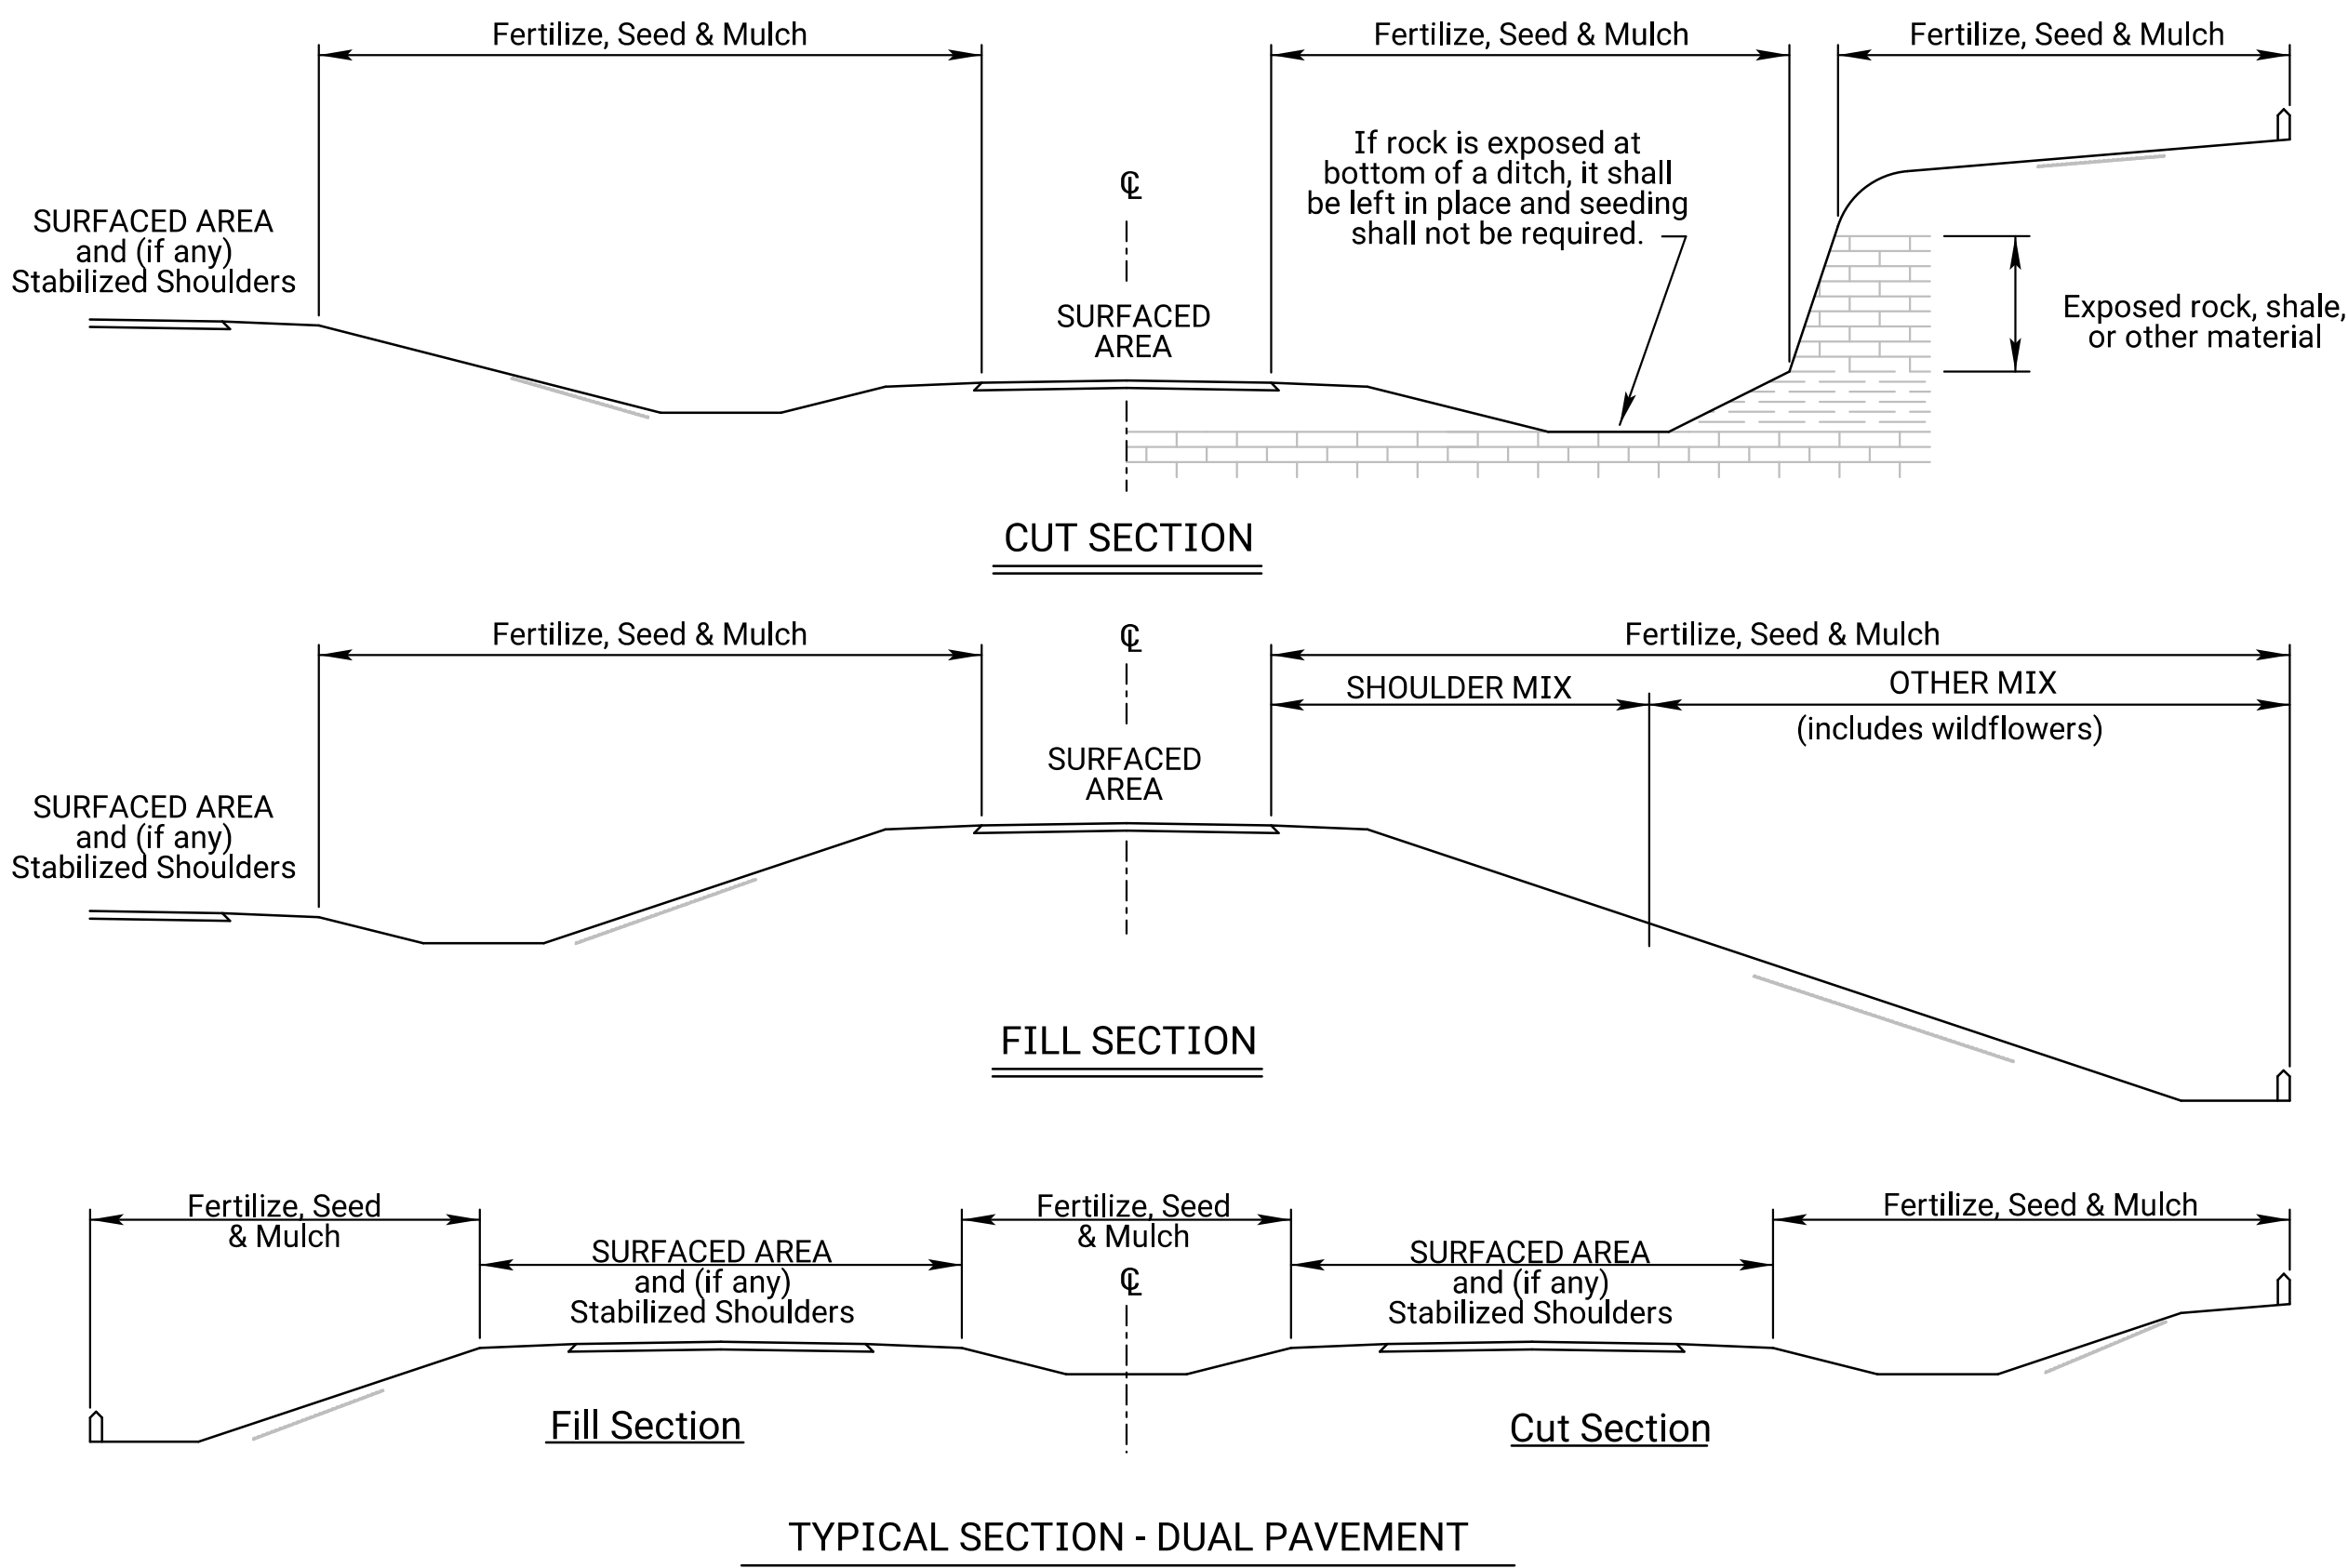 Fertilize, Seed & Mulch
Fertilize, Seed & Mulch
Fertilize, Seed & Mulch
If rock is exposed at
bottom of a ditch, it shall
be left in place and seeding
shall not be required.
℄
SURFACED AREA
and (if any)
Stabilized Shoulders
SURFACED
AREA
Exposed rock, shale,
or other material
CUT SECTION
Fertilize, Seed & Mulch
℄
Fertilize, Seed & Mulch
SHOULDER MIX
OTHER MIX
(includes wildflowers)
SURFACED
AREA
SURFACED AREA
and (if any)
Stabilized Shoulders
FILL SECTION
Fertilize, Seed
& Mulch
SURFACED AREA
and (if any)
Stabilized Shoulders
Fertilize, Seed
& Mulch
℄
SURFACED AREA
and (if any)
Stabilized Shoulders
Fertilize, Seed & Mulch
Fill Section
Cut Section
TYPICAL SECTION - DUAL PAVEMENT